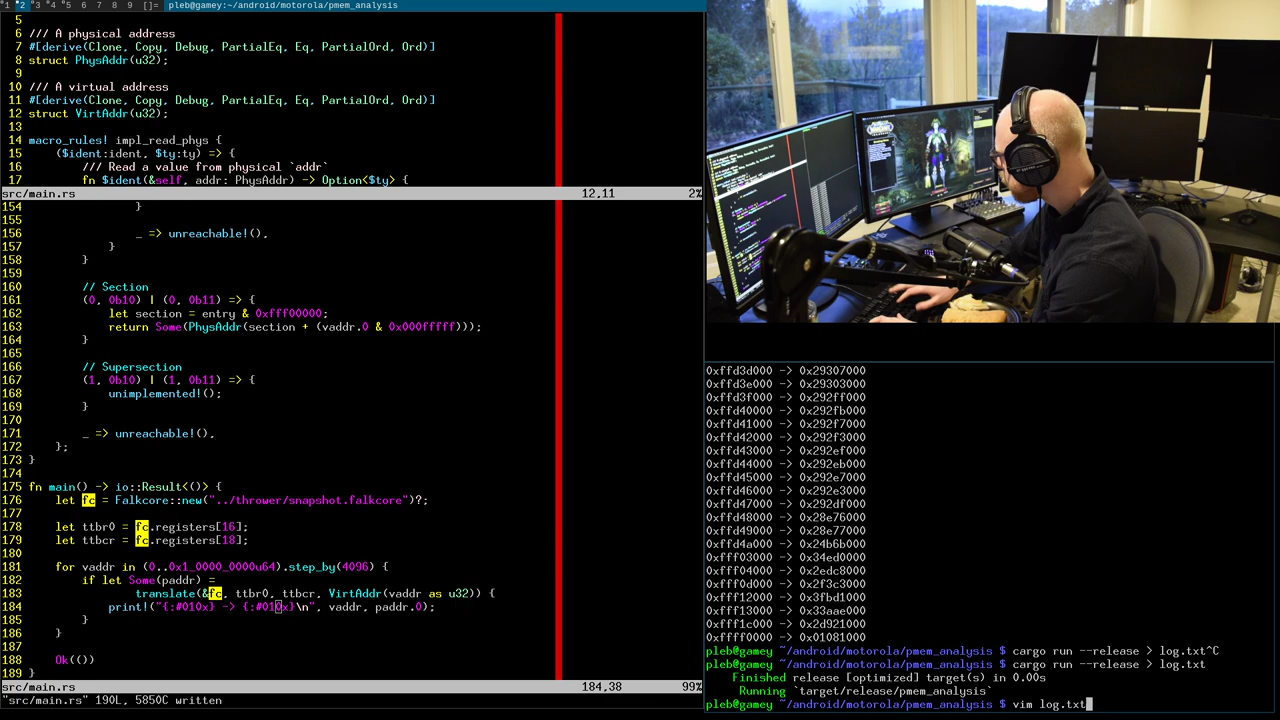 1 2 3 4 5 6 7 8 9 []= pleb@gamey:~/android/motorola/pmem_analysis
5
6 /// A physical address
7 #[derive(Clone, Copy, Debug, PartialEq, Eq, PartialOrd, Ord)]
8 struct PhysAddr(u32);
9
10 /// A virtual address
11 #[derive(Clone, Copy, Debug, PartialEq, Eq, PartialOrd, Ord)]
12 struct VirtAddr(u32);
13
14 macro_rules! impl_read_phys {
15 ($ident:ident, $ty:ty) => {
16 /// Read a value from physical `addr`
17 fn $ident(&self, addr: PhysAddr) -> Option<$ty> {
src/main.rs 12,11 2%
154 }
155
156 _ => unreachable!(),
157 }
158 }
159
160 // Section
161 (0, 0b10) | (0, 0b11) => {
162 let section = entry & 0xfff00000;
163 return Some(PhysAddr(section + (vaddr.0 & 0x000fffff)));
164 }
165
166 // Supersection
167 (1, 0b10) | (1, 0b11) => {
168 unimplemented!();
169 }
170
171 _ => unreachable!(),
172 };
173 }
174
175 fn main() -> io::Result<()> {
176 let fc = Falkcore::new("../thrower/snapshot.falkcore")?;
177
178 let ttbr0 = fc.registers[16];
179 let ttbcr = fc.registers[18];
180
181 for vaddr in (0..0x1_0000_0000u64).step_by(4096) {
182 if let Some(paddr) =
183 translate(&fc, ttbr0, ttbcr, VirtAddr(vaddr as u32)) {
184 print!("{:#010x} -> {:#010x}\n", vaddr, paddr.0);
185 }
186 }
187
188 Ok(())
189 }
src/main.rs 184,38 99%
"src/main.rs" 190L, 5850C written
0xffd3d000 -> 0x29307000
0xffd3e000 -> 0x29303000
0xffd3f000 -> 0x292ff000
0xffd40000 -> 0x292fb000
0xffd41000 -> 0x292f7000
0xffd42000 -> 0x292f3000
0xffd43000 -> 0x292ef000
0xffd44000 -> 0x292eb000
0xffd45000 -> 0x292e7000
0xffd46000 -> 0x292e3000
0xffd47000 -> 0x292df000
0xffd48000 -> 0x28e76000
0xffd49000 -> 0x28e77000
0xffd4a000 -> 0x24b6b000
0xfff03000 -> 0x34ed0000
0xfff04000 -> 0x2edc8000
0xfff0d000 -> 0x2f3c3000
0xfff12000 -> 0x3fbd1000
0xfff13000 -> 0x33aae000
0xfff1c000 -> 0x2d921000
0xffff0000 -> 0x01081000
pleb@gamey ~/android/motorola/pmem_analysis $ cargo run --release > log.txt^C
pleb@gamey ~/android/motorola/pmem_analysis $ cargo run --release > log.txt
Finished release [optimized] target(s) in 0.00s
Running `target/release/pmem_analysis`
pleb@gamey ~/android/motorola/pmem_analysis $ vim log.txt